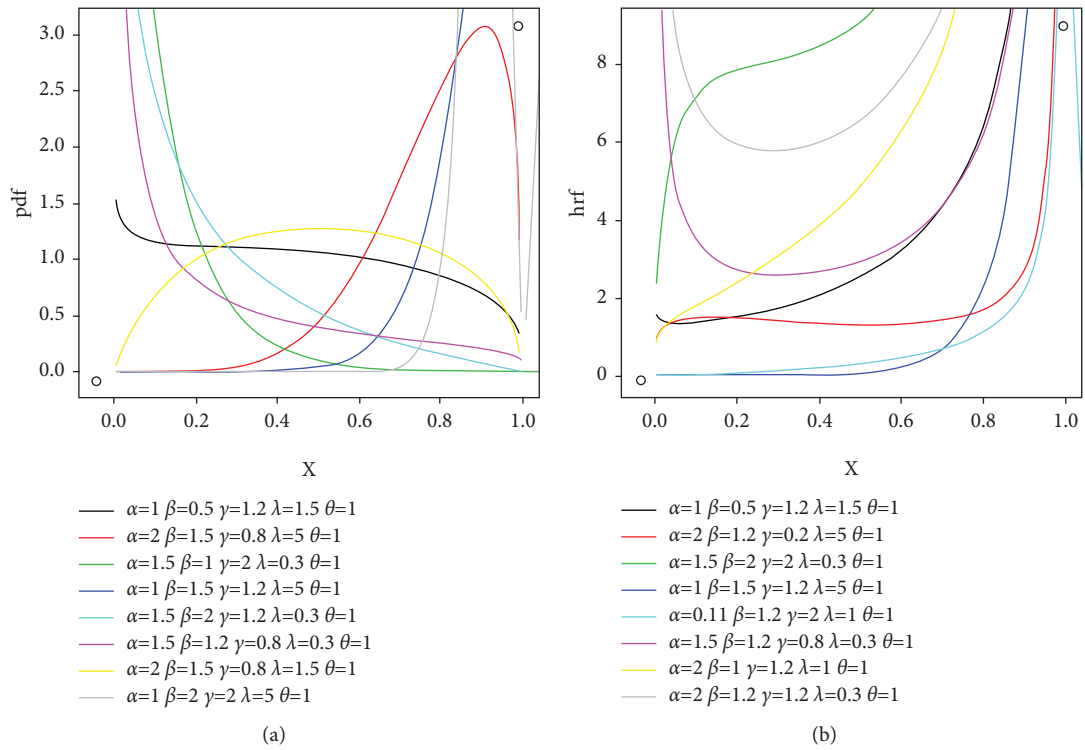 pdf
3.0
2.5
2.0
1.5
1.0
0.5
0.0
0.0 0.2 0.4 0.6 0.8 1.0
X
α=1 β=0.5 γ=1.2 λ=1.5 θ=1
α=2 β=1.5 γ=0.8 λ=5 θ=1
α=1.5 β=1 γ=2 λ=0.3 θ=1
α=1 β=1.5 γ=1.2 λ=5 θ=1
α=1.5 β=2 γ=1.2 λ=0.3 θ=1
α=1.5 β=1.2 γ=0.8 λ=0.3 θ=1
α=2 β=1.5 γ=0.8 λ=1.5 θ=1
α=1 β=2 γ=2 λ=5 θ=1
(a)
hrf
8
6
4
2
0
0.0 0.2 0.4 0.6 0.8 1.0
X
α=1 β=0.5 γ=1.2 λ=1.5 θ=1
α=2 β=1.2 γ=0.2 λ=5 θ=1
α=1.5 β=2 γ=2 λ=0.3 θ=1
α=1 β=1.5 γ=1.2 λ=5 θ=1
α=0.11 β=1.2 γ=2 λ=1 θ=1
α=1.5 β=1.2 γ=0.8 λ=0.3 θ=1
α=2 β=1 γ=1.2 λ=1 θ=1
α=2 β=1.2 γ=1.2 λ=0.3 θ=1
(b)